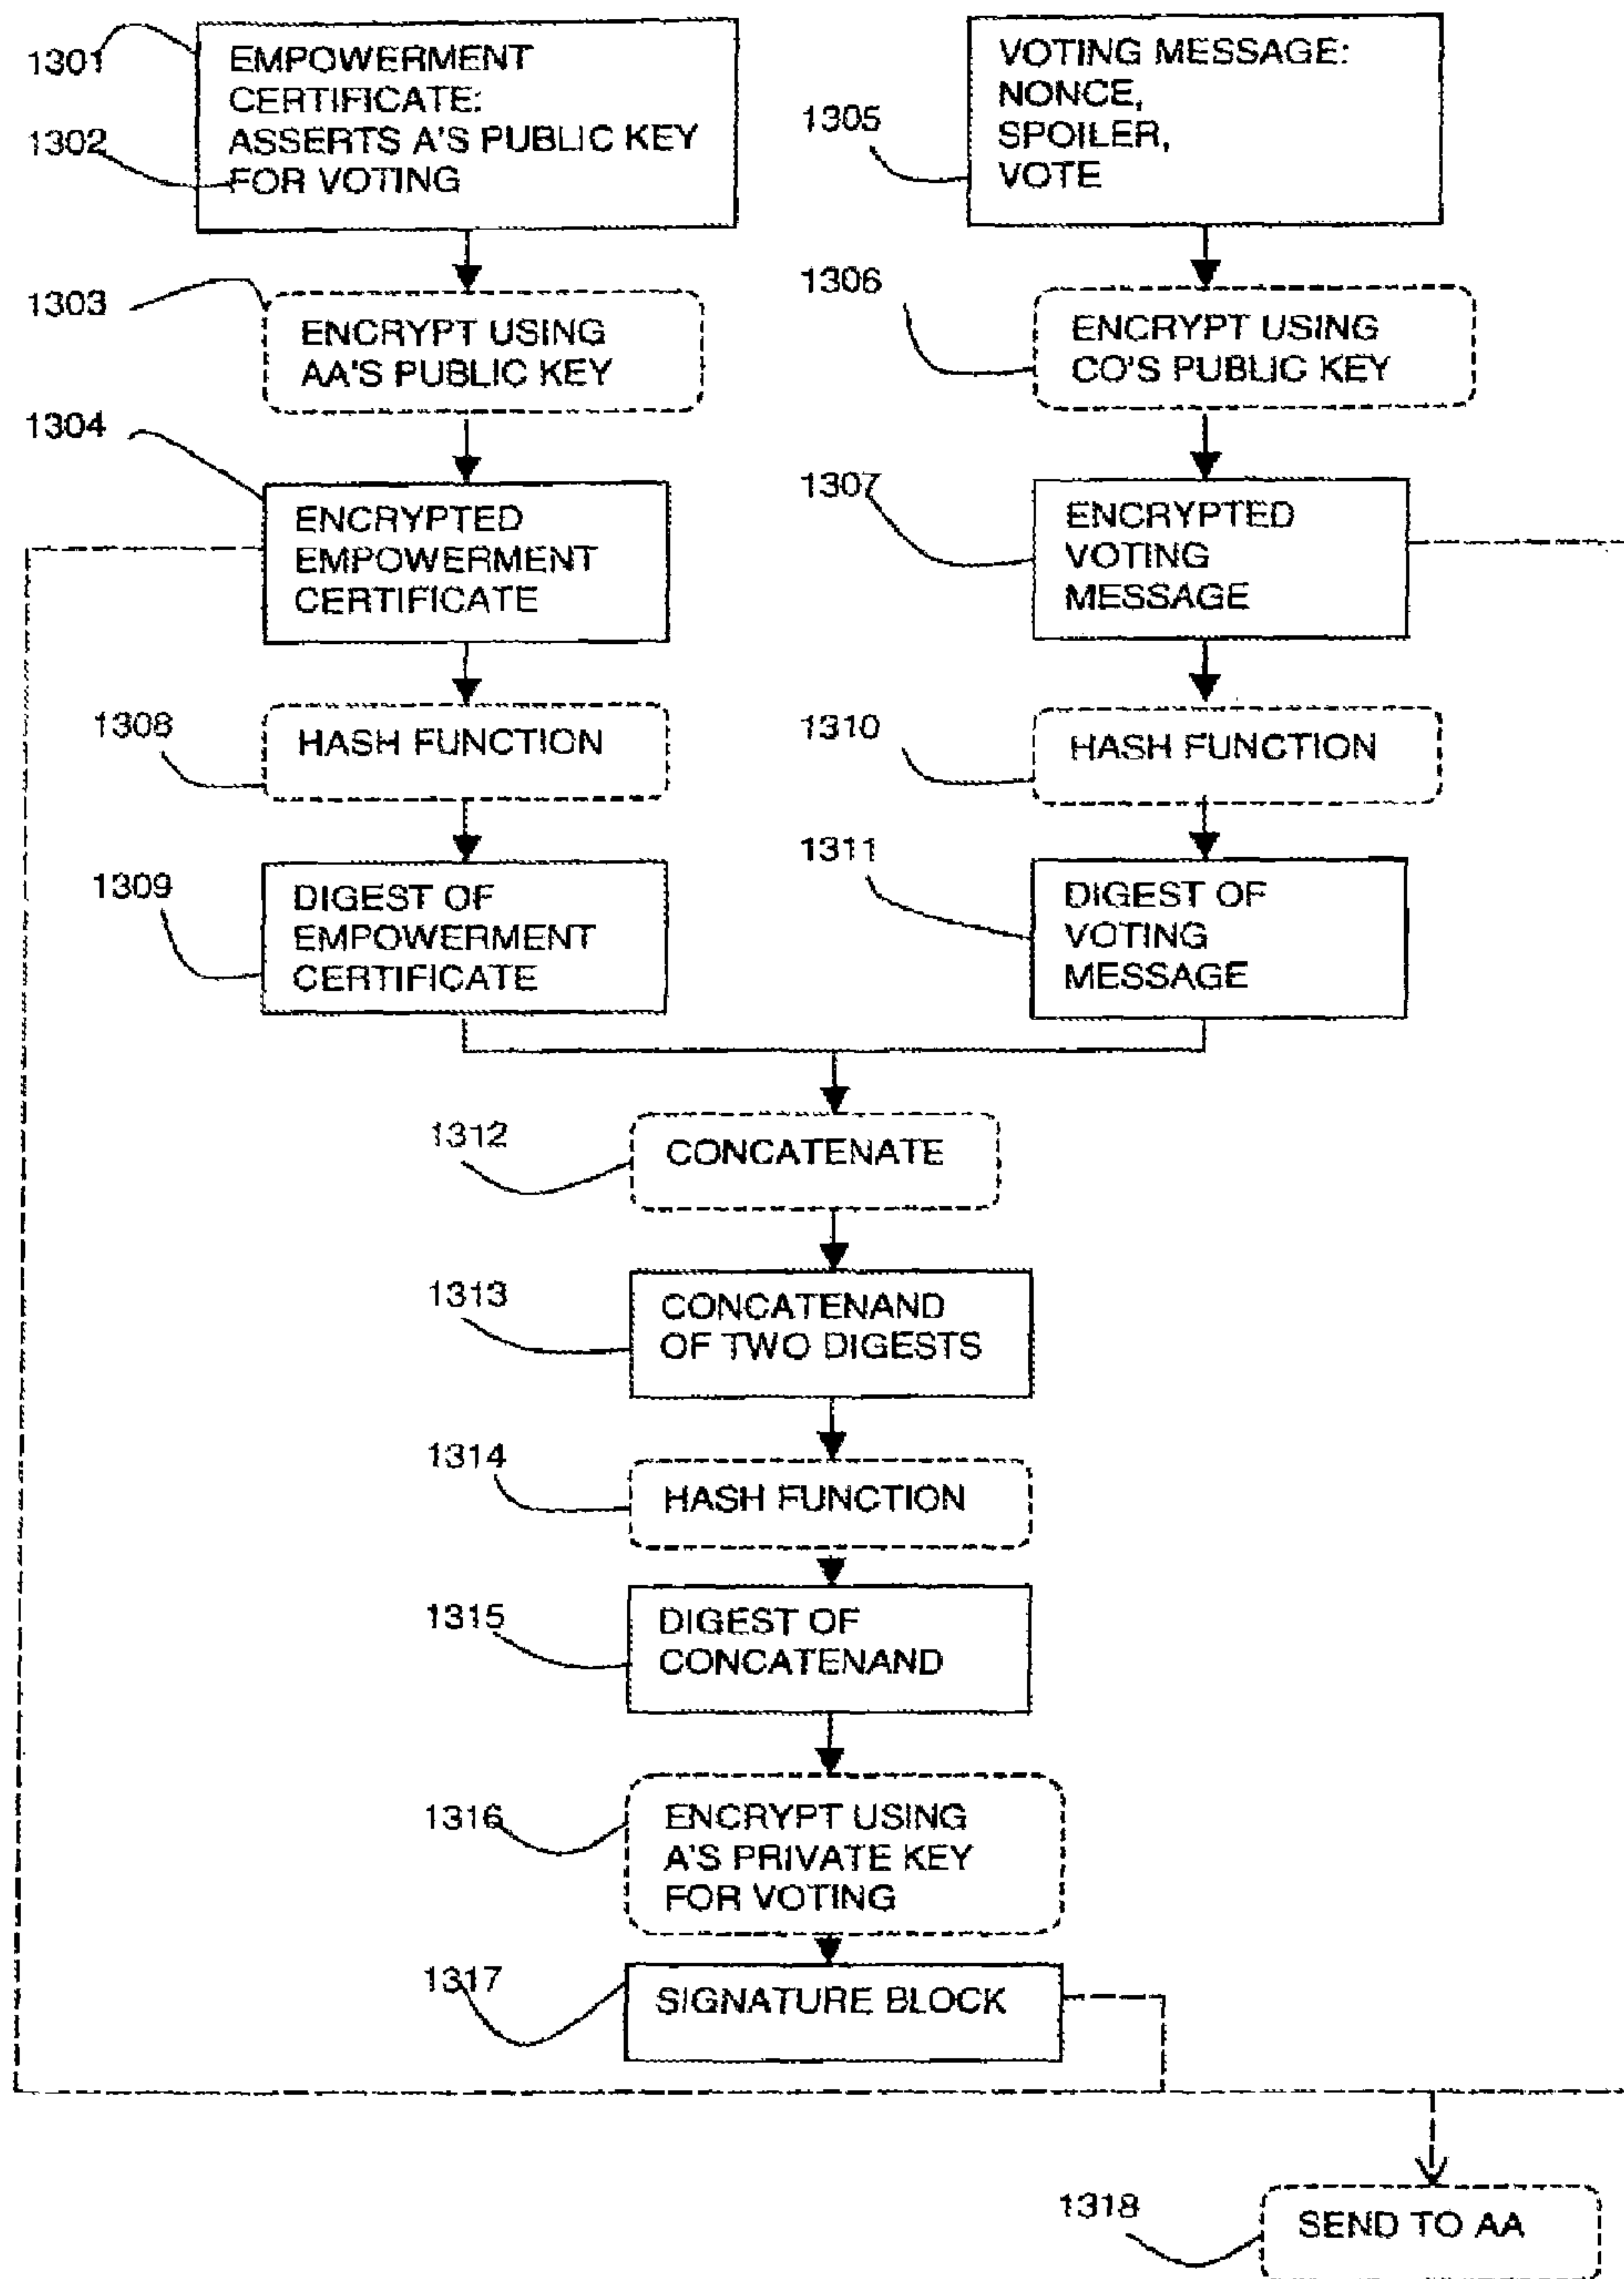 1301
EMPOWERMENT
CERTIFICATE:
1302
ASSERTS A'S PUBLIC KEY
FOR VOTING
VOTING MESSAGE:
NONCE,
1305
SPOILER,
VOTE
1303
ENCRYPT USING
AA'S PUBLIC KEY
1306
ENCRYPT USING
CO'S PUBLIC KEY
1304
ENCRYPTED
EMPOWERMENT
CERTIFICATE
1307
ENCRYPTED
VOTING
MESSAGE
1308
HASH FUNCTION
1310
HASH FUNCTION
1309
DIGEST OF
EMPOWERMENT
CERTIFICATE
1311
DIGEST OF
VOTING
MESSAGE
1312
CONCATENATE
1313
CONCATENAND
OF TWO DIGESTS
1314
HASH FUNCTION
1315
DIGEST OF
CONCATENAND
1316
ENCRYPT USING
A'S PRIVATE KEY
FOR VOTING
1317
SIGNATURE BLOCK
1318
SEND TO AA